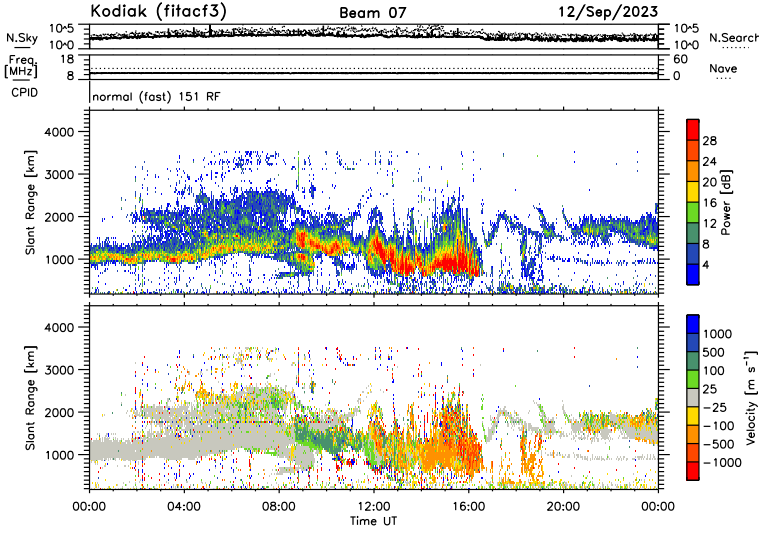 Kodiak (fitacf3) Beam 07 12/Sep/2023
N.Sky 10^5 10^0 10^5 10^0 N.Search
Freq. [MHz] 18 8 60 0 Nave
CPID normal (fast) 151 RF
Slant Range [km] 4000 3000 2000 1000
28 24 20 16 12 8 4 Power [dB]
Slant Range [km] 4000 3000 2000 1000
1000 500 100 25 -25 -100 -500 -1000 Velocity [m s⁻¹]
00:00 04:00 08:00 12:00 16:00 20:00 00:00
Time UT